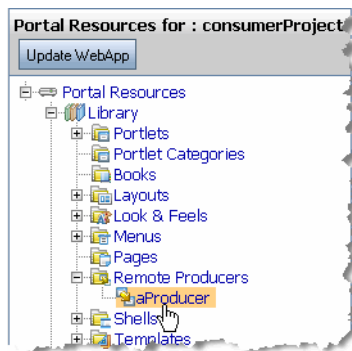 Portal Resources for : consumerProject
Update WebApp
Portal Resources
Library
Portlets
Portlet Categories
Books
Layouts
Look & Feels
Menus
Pages
Remote Producers
aProducer
Shells
Templates